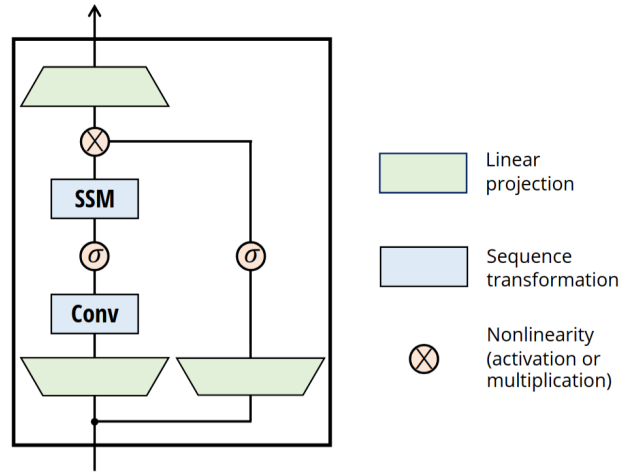 SSM
σ
σ
Conv
Linear
projection
Sequence
transformation
Nonlinearity
(activation or
multiplication)